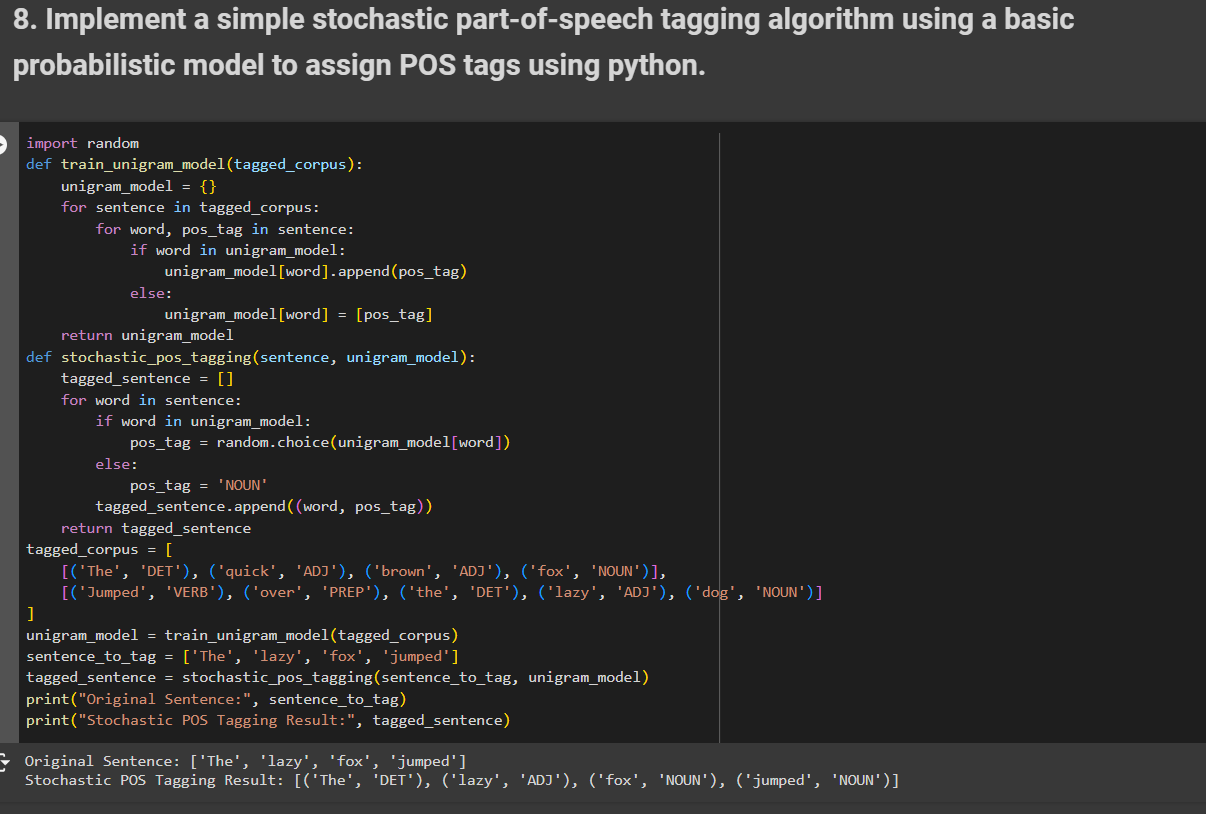 8. Implement a simple stochastic part-of-speech tagging algorithm using a basic
probabilistic model to assign POS tags using python.
import random
def train_unigram_model(tagged_corpus):
    unigram_model = {}
    for sentence in tagged_corpus:
        for word, pos_tag in sentence:
            if word in unigram_model:
                unigram_model[word].append(pos_tag)
            else:
                unigram_model[word] = [pos_tag]
    return unigram_model
def stochastic_pos_tagging(sentence, unigram_model):
    tagged_sentence = []
    for word in sentence:
        if word in unigram_model:
            pos_tag = random.choice(unigram_model[word])
        else:
            pos_tag = 'NOUN'
        tagged_sentence.append((word, pos_tag))
    return tagged_sentence
tagged_corpus = [
    [('The', 'DET'), ('quick', 'ADJ'), ('brown', 'ADJ'), ('fox', 'NOUN')],
    [('Jumped', 'VERB'), ('over', 'PREP'), ('the', 'DET'), ('lazy', 'ADJ'), ('dog', 'NOUN')]
]
unigram_model = train_unigram_model(tagged_corpus)
sentence_to_tag = ['The', 'lazy', 'fox', 'jumped']
tagged_sentence = stochastic_pos_tagging(sentence_to_tag, unigram_model)
print("Original Sentence:", sentence_to_tag)
print("Stochastic POS Tagging Result:", tagged_sentence)
Original Sentence: ['The', 'lazy', 'fox', 'jumped']
Stochastic POS Tagging Result: [('The', 'DET'), ('lazy', 'ADJ'), ('fox', 'NOUN'), ('jumped', 'NOUN')]